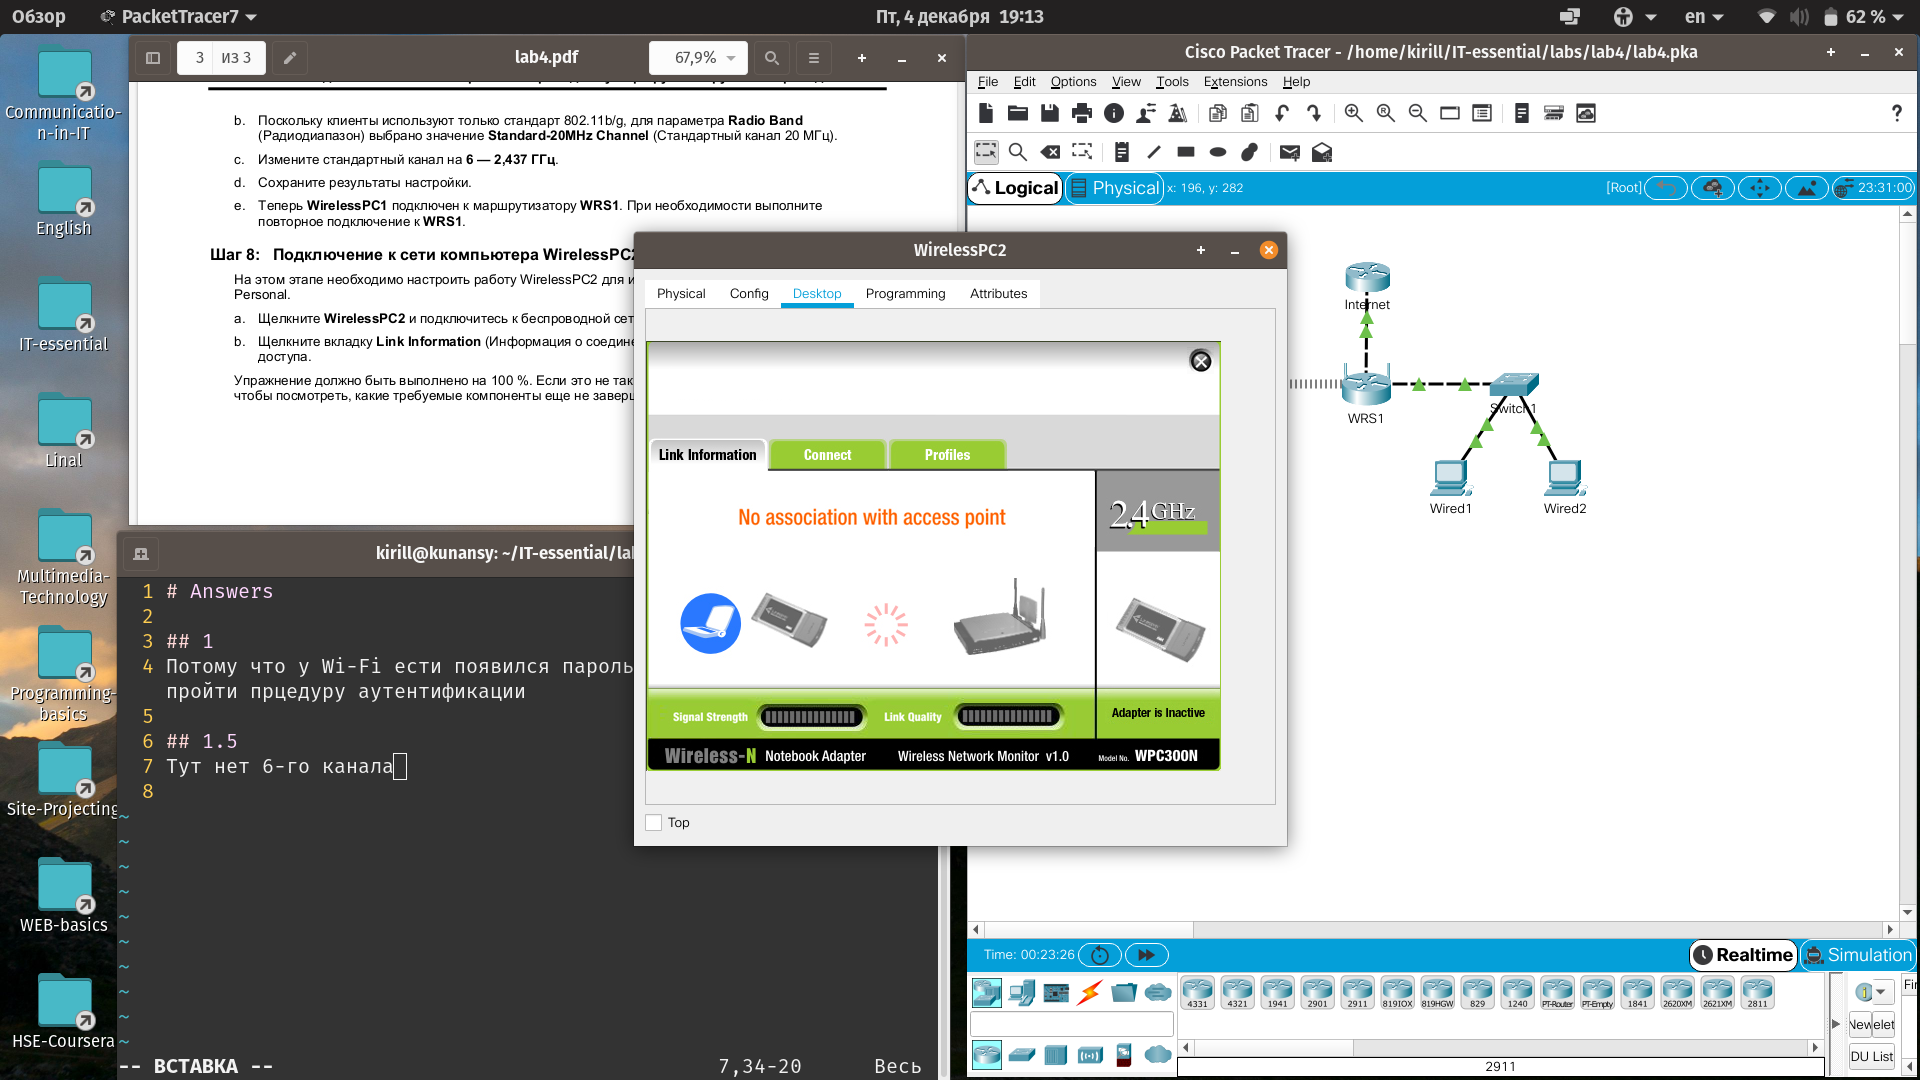 Обзор
PacketTracer7
Пт, 4 декабря 19:13
en
62 %
Communicatio-
n-in-IT
English
IT-essential
Linal
Multimedia-
Technology
Programming-
basics
Site-Projecting
WEB-basics
HSE-Coursera
3 из 3
lab4.pdf
67,9%
b. Поскольку клиенты используют только стандарт 802.11b/g, для параметра Radio Band
(Радиодиапазон) выбрано значение Standard-20MHz Channel (Стандартный канал 20 МГц).
c. Измените стандартный канал на 6 — 2,437 ГГц.
d. Сохраните результаты настройки.
e. Теперь WirelessPC1 подключен к маршрутизатору WRS1. При необходимости выполните
повторное подключение к WRS1.
Шаг 8: Подключение к сети компьютера WirelessPC2
На этом этапе необходимо настроить работу WirelessPC2 для и
Personal.
a. Щелкните WirelessPC2 и подключитесь к беспроводной сет
b. Щелкните вкладку Link Information (Информация о соедине
доступа.
Упражнение должно быть выполнено на 100 %. Если это не так
чтобы посмотреть, какие требуемые компоненты еще не заверш
kirill@kunansy: ~/IT-essential/lab
1 # Answers
2
3 ## 1
4 Потому что у Wi-Fi ести появился пароль
пройти прцедуру аутентификации
5
6 ## 1.5
7 Тут нет 6-го канала
8
~
~
~
~
~
~
~
~
~
~
~
-- ВСТАВКА --
7,34-20
Весь
Cisco Packet Tracer - /home/kirill/IT-essential/labs/lab4/lab4.pka
File Edit Options View Tools Extensions Help
?
Logical
Physical
x: 196, y: 282
[Root]
23:31:00
Internet
WRS1
Switch1
Wired1
Wired2
WirelessPC2
Physical Config Desktop Programming Attributes
Link Information
Connect
Profiles
No association with access point
2.4GHz
Signal Strength
Link Quality
Adapter is Inactive
Wireless-N Notebook Adapter
Wireless Network Monitor v1.0
Model No. WPC300N
Top
Time: 00:23:26
Realtime
Simulation
4331 4321 1941 2901 2911 819IOX 819HGW 829 1240 PT-Router PT-Empty 1841 2620XM 2621XM 2811
2911
Fir
New
elet
DU List